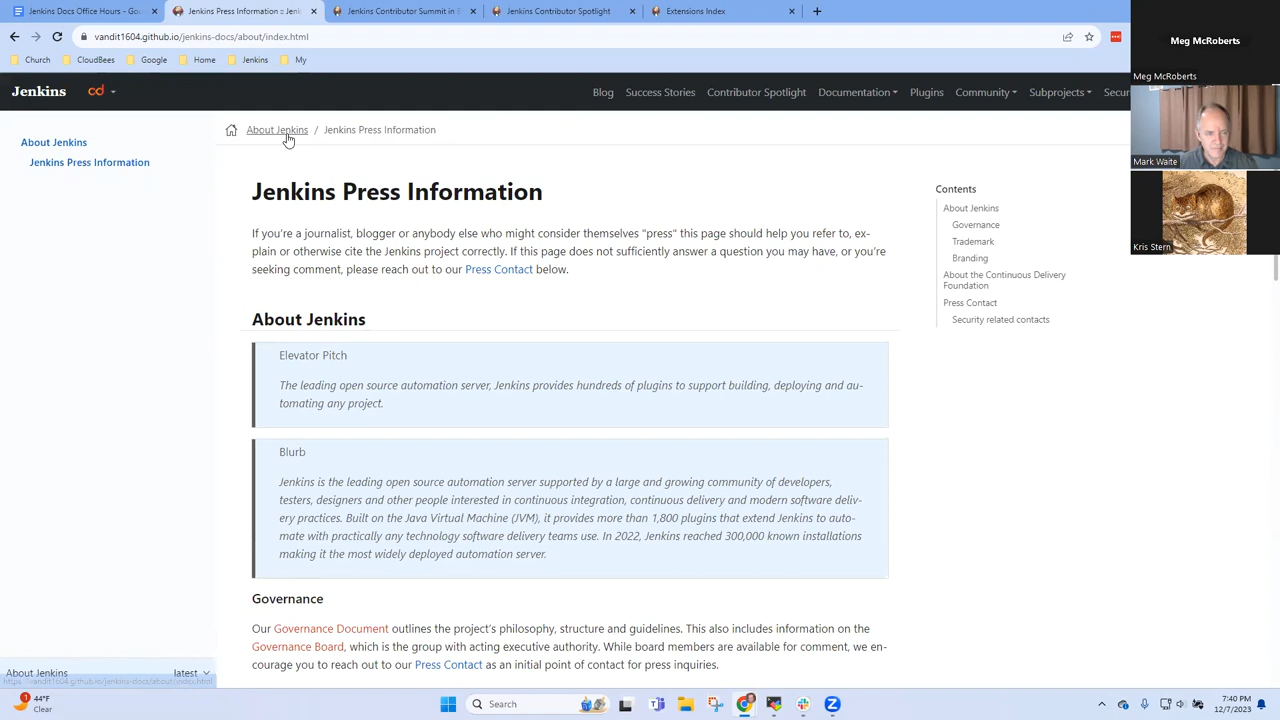 Jenkins Docs Office Hours - Goo
Jenkins Press Information :: Jenk
Jenkins Contributor Summit in B
Jenkins Contributor Spotlight
Extensions Index
vandit1604.github.io/jenkins-docs/about/index.html
Church
CloudBees
Google
Home
Jenkins
My
Jenkins
cd
Blog
Success Stories
Contributor Spotlight
Documentation
Plugins
Community
Subprojects
Secur
Meg McRoberts
Meg McRoberts
Mark Waite
Kris Stern
About Jenkins
Jenkins Press Information
About Jenkins / Jenkins Press Information
Jenkins Press Information
If you're a journalist, blogger or anybody else who might consider themselves "press" this page should help you refer to, ex-
plain or otherwise cite the Jenkins project correctly. If this page does not sufficiently answer a question you may have, or you're
seeking comment, please reach out to our Press Contact below.
About Jenkins
Elevator Pitch
The leading open source automation server, Jenkins provides hundreds of plugins to support building, deploying and au-
tomating any project.
Blurb
Jenkins is the leading open source automation server supported by a large and growing community of developers,
testers, designers and other people interested in continuous integration, continuous delivery and modern software deliv-
ery practices. Built on the Java Virtual Machine (JVM), it provides more than 1,800 plugins that extend Jenkins to auto-
mate with practically any technology software delivery teams use. In 2022, Jenkins reached 300,000 known installations
making it the most widely deployed automation server.
Governance
Our Governance Document outlines the project's philosophy, structure and guidelines. This also includes information on the
Governance Board, which is the group with acting executive authority. While board members are available for comment, we en-
courage you to reach out to our Press Contact as an initial point of contact for press inquiries.
Contents
About Jenkins
Governance
Trademark
Branding
About the Continuous Delivery
Foundation
Press Contact
Security related contacts
About Jenkins
latest
https://vandit1604.github.io/jenkins-docs/about/index.html
1
44°F
Clear
Search
7:40 PM
12/7/2023